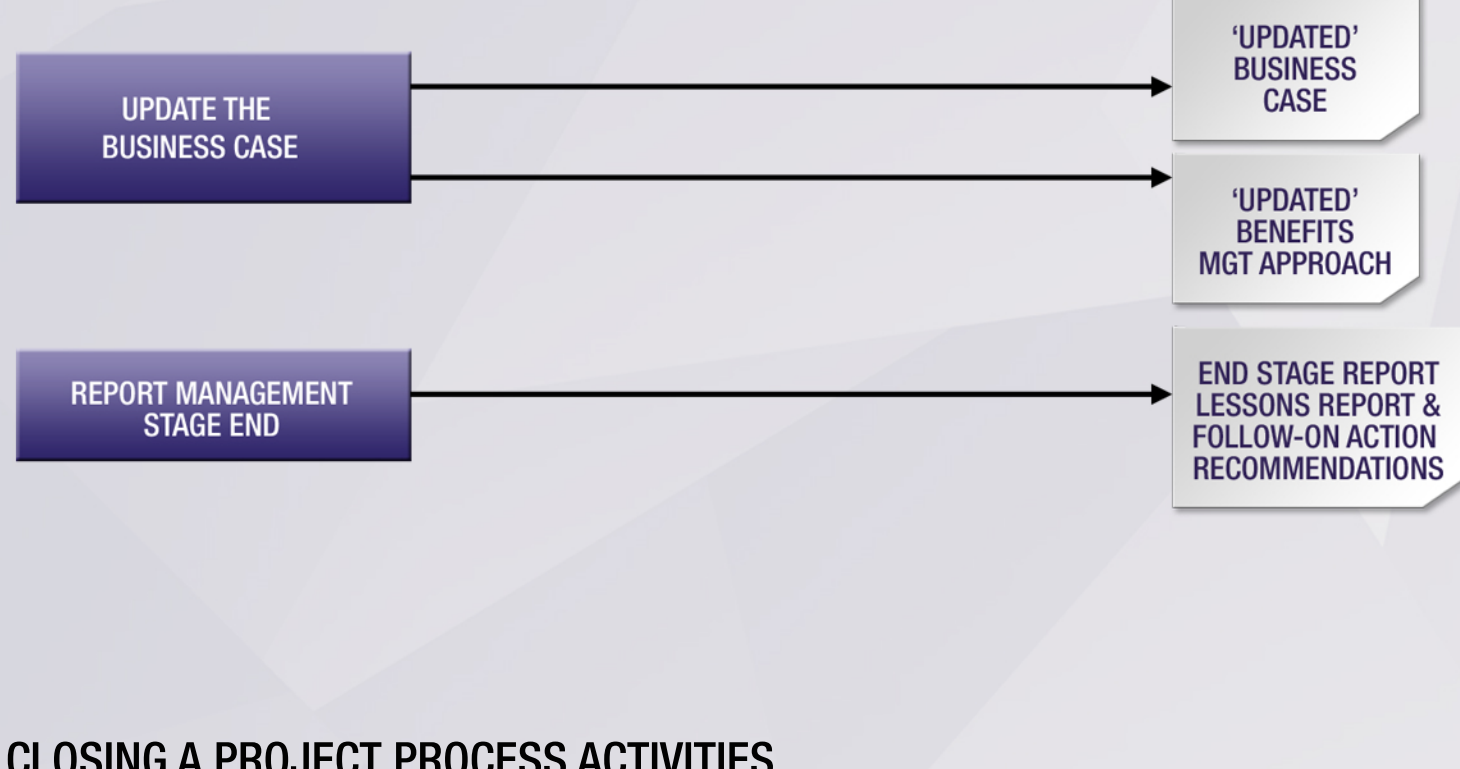 UPDATE THE
BUSINESS CASE
‘UPDATED’
BUSINESS
CASE
‘UPDATED’
BENEFITS
MGT APPROACH
REPORT MANAGEMENT
STAGE END
END STAGE REPORT
LESSONS REPORT &
FOLLOW-ON ACTION
RECOMMENDATIONS
CLOSING A PROJECT PROCESS ACTIVITIES